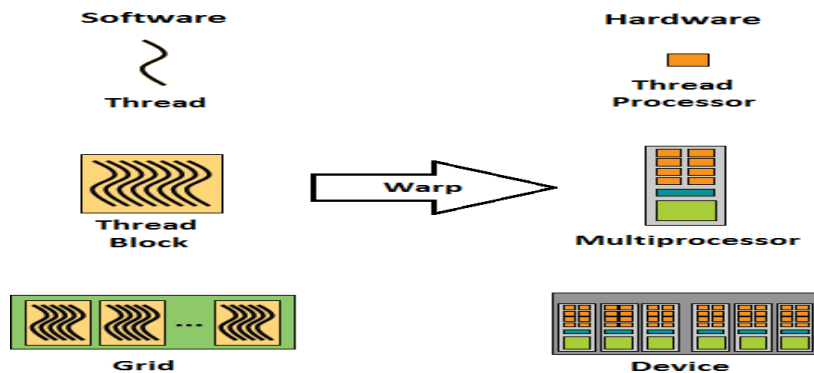 Software
Hardware
Thread
Thread
Processor
Warp
Thread
Block
Multiprocessor
...
Grid
Device